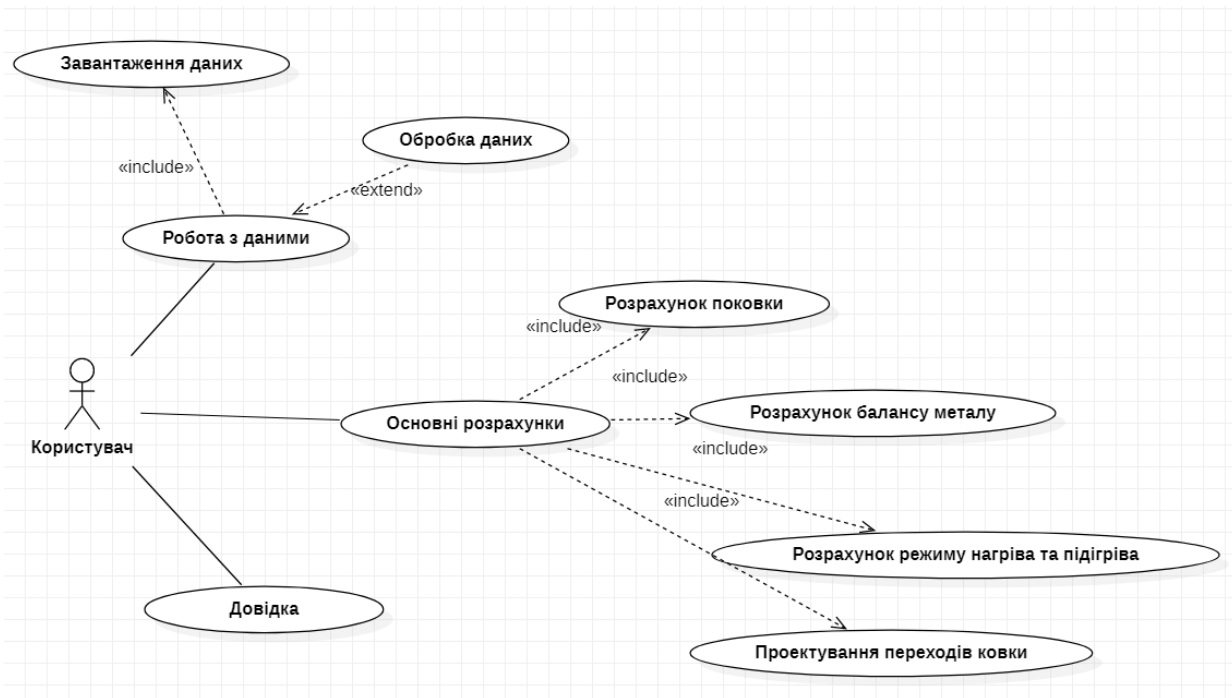 Завантаження даних
Обробка даних
«include»
«extend»
Робота з даними
Розрахунок поковки
«include»
«include»
Розрахунок балансу металу
Основні розрахунки
Користувач
«include»
«include»
Розрахунок режиму нагріва та підігріва
Довідка
Проектування переходів ковки